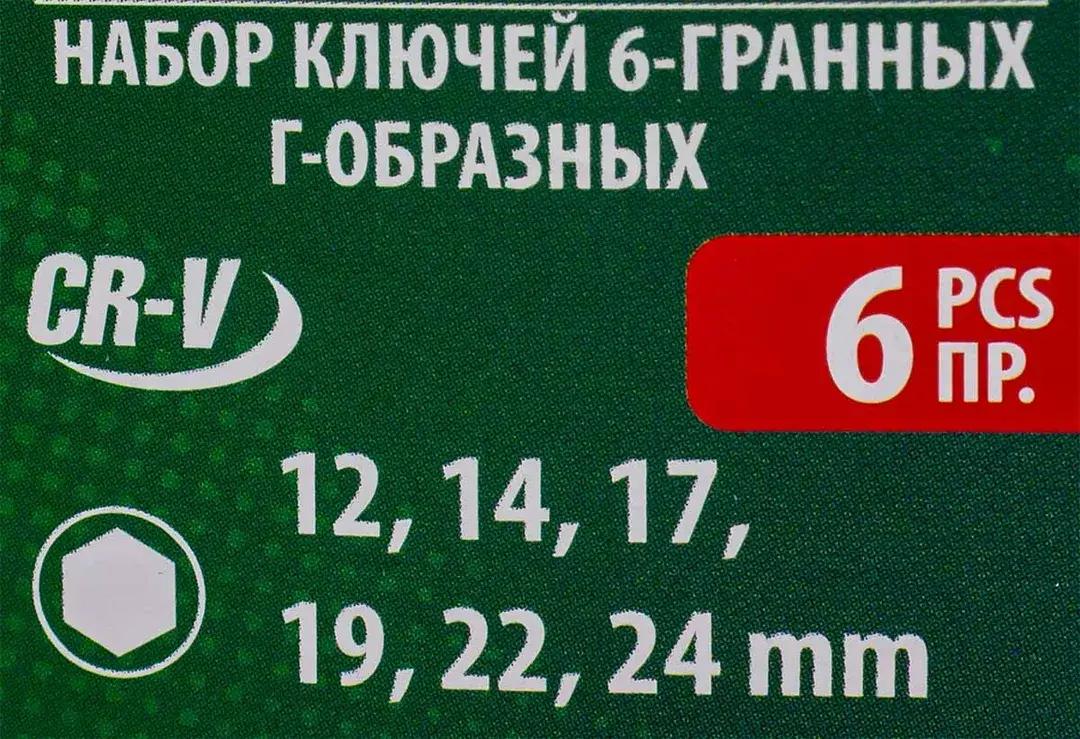 НАБОР КЛЮЧЕЙ 6-ГРАННЫХ
Г-ОБРАЗНЫХ
CR-V
6 PCS
ПР.
12, 14, 17,
19, 22, 24 mm